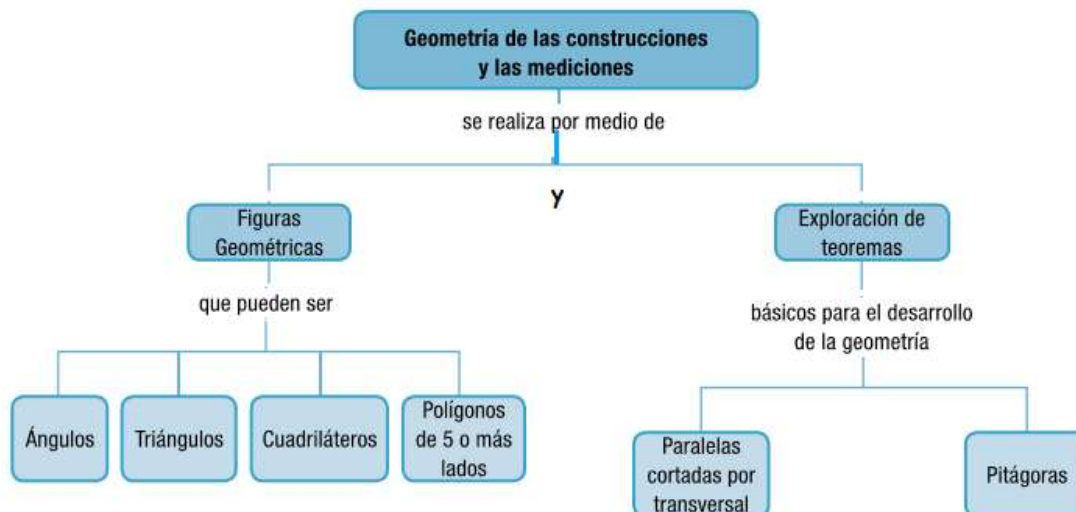 Geometría de las construcciones
y las mediciones
se realiza por medio de
y
Figuras
Geométricas
Exploración de
teoremas
que pueden ser
básicos para el desarrollo
de la geometría
Ángulos
Triángulos
Cuadriláteros
Polígonos
de 5 o más
lados
Paralelas
cortadas por
transversal
Pitágoras